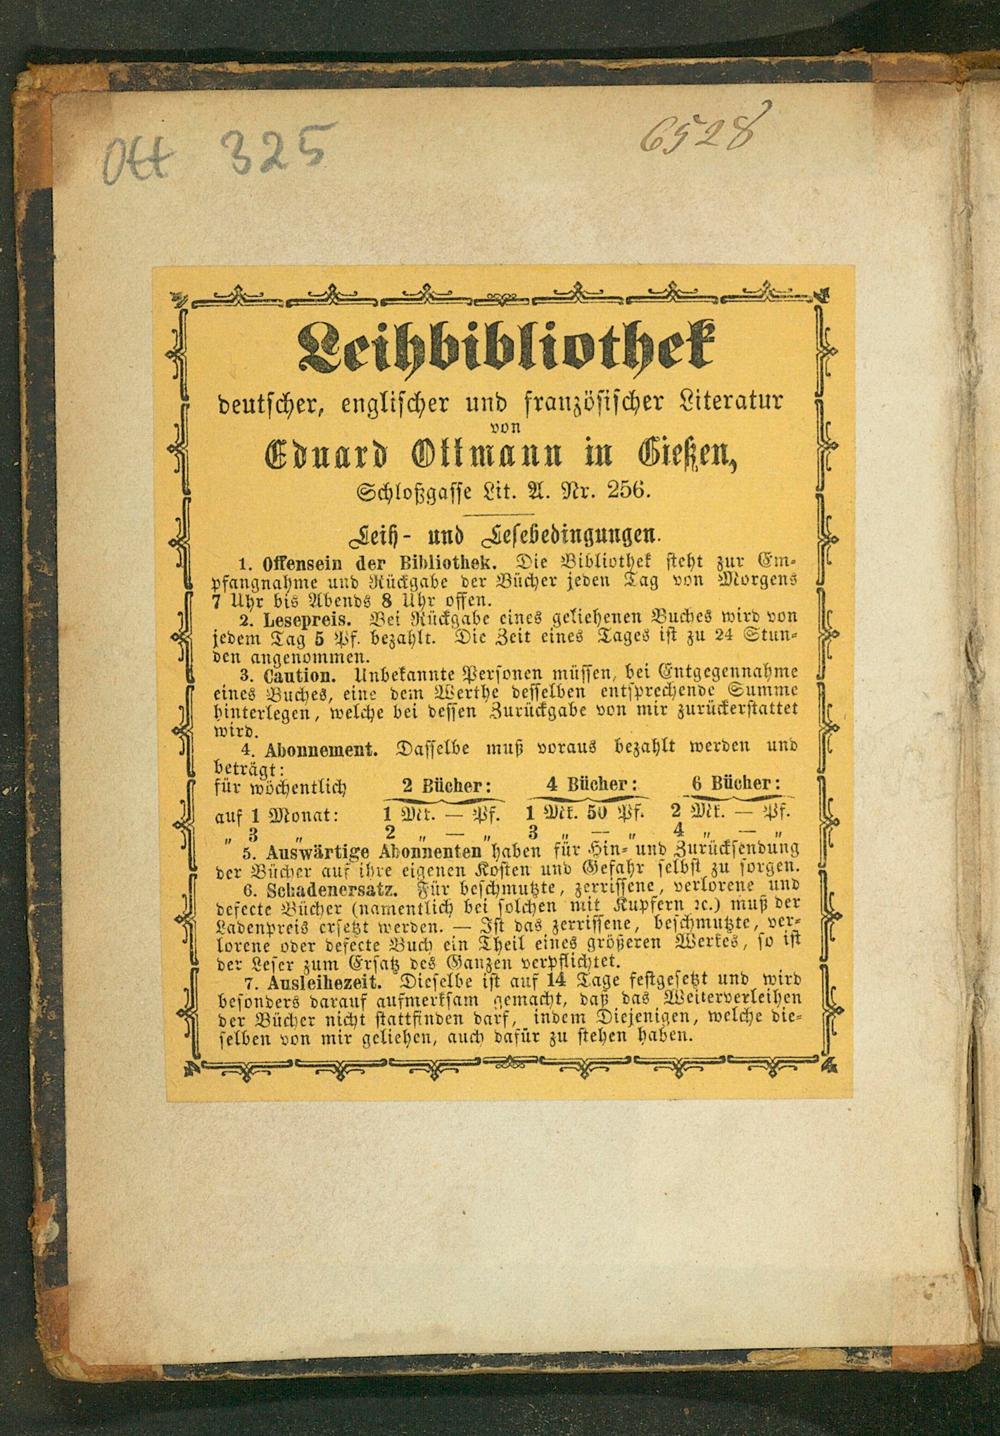 Ott 325
6528
Leihbibliothek
deutscher, englischer und französischer Literatur
von
Eduard Ottmann in Gießen,
Schloßgasse Lit. A. Nr. 256.
Leih- und Lesebedingungen.
1. Offensein der Bibliothek. Die Bibliothek steht zur Em-
pfangnahme und Rückgabe der Bücher jeden Tag von Morgens
7 Uhr bis Abends 8 Uhr offen.
2. Lesepreis. Bei Rückgabe eines geliehenen Buches wird von
jedem Tag 5 Pf. bezahlt. Die Zeit eines Tages ist zu 24 Stun-
den angenommen.
3. Caution. Unbekannte Personen müssen, bei Entgegennahme
eines Buches, eine dem Werthe desselben entsprechende Summe
hinterlegen, welche bei dessen Zurückgabe von mir zurückerstattet
wird.
4. Abonnement. Dasselbe muß voraus bezahlt werden und
beträgt:
für wöchentlich 2 Bücher: 4 Bücher: 6 Bücher:
auf 1 Monat: 1 Mk. — Pf. 1 Mk. 50 Pf. 2 Mk. — Pf.
„ 3 „ 2 „ — „ 3 „ — „ 4 „ — „
5. Auswärtige Abonnenten haben für Hin- und Zurücksendung
der Bücher auf ihre eigenen Kosten und Gefahr selbst zu sorgen.
6. Schadenersatz. Für beschmutzte, zerrissene, verlorene und
defecte Bücher (namentlich bei solchen mit Kupfern ꝛc.) muß der
Ladenpreis ersetzt werden. — Ist das zerrissene, beschmutzte, ver-
lorene oder defecte Buch ein Theil eines größeren Werkes, so ist
der Leser zum Ersatz des Ganzen verpflichtet.
7. Ausleihezeit. Dieselbe ist auf 14 Tage festgesetzt und wird
besonders darauf aufmerksam gemacht, daß das Weiterverleihen
der Bücher nicht stattfinden darf, indem Diejenigen, welche die-
selben von mir geliehen, auch dafür zu stehen haben.